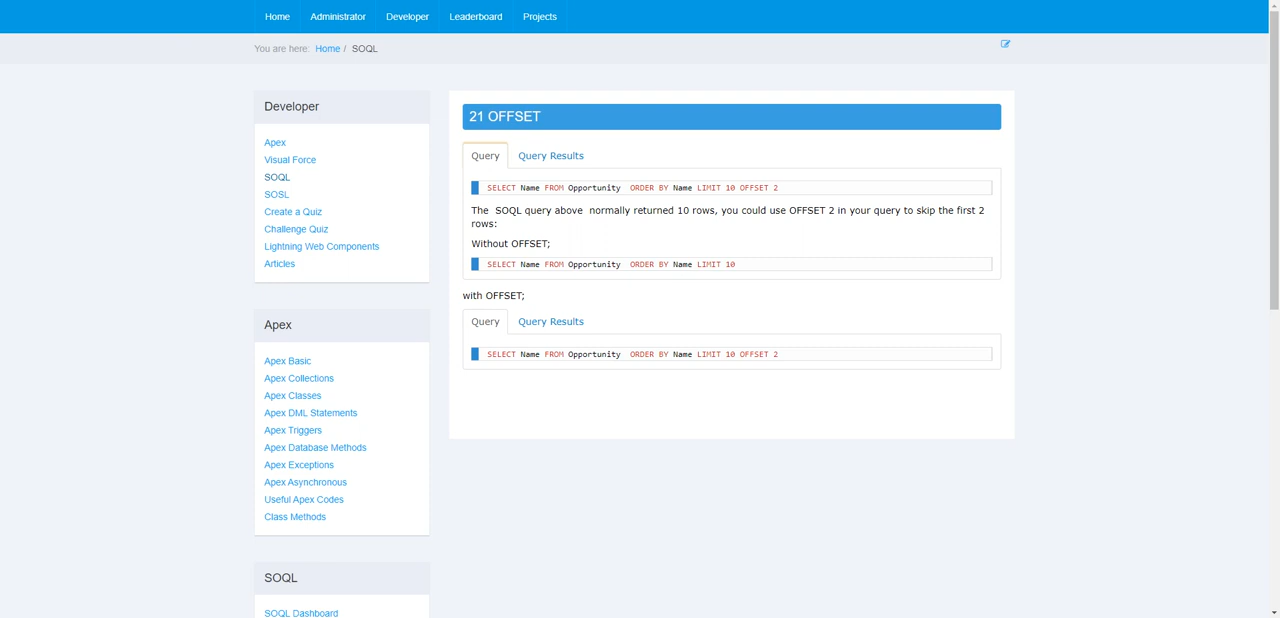 Home Administrator Developer Leaderboard Projects
You are here: Home / SOQL
Developer
Apex
Visual Force
SOQL
SOSL
Create a Quiz
Challenge Quiz
Lightning Web Components
Articles
Apex
Apex Basic
Apex Collections
Apex Classes
Apex DML Statements
Apex Triggers
Apex Database Methods
Apex Exceptions
Apex Asynchronous
Useful Apex Codes
Class Methods
SOQL
SOQL Dashboard
21 OFFSET
Query Query Results
SELECT Name FROM Opportunity ORDER BY Name LIMIT 10 OFFSET 2
The SOQL query above normally returned 10 rows, you could use OFFSET 2 in your query to skip the first 2
rows:
Without OFFSET;
SELECT Name FROM Opportunity ORDER BY Name LIMIT 10
with OFFSET;
Query Query Results
SELECT Name FROM Opportunity ORDER BY Name LIMIT 10 OFFSET 2